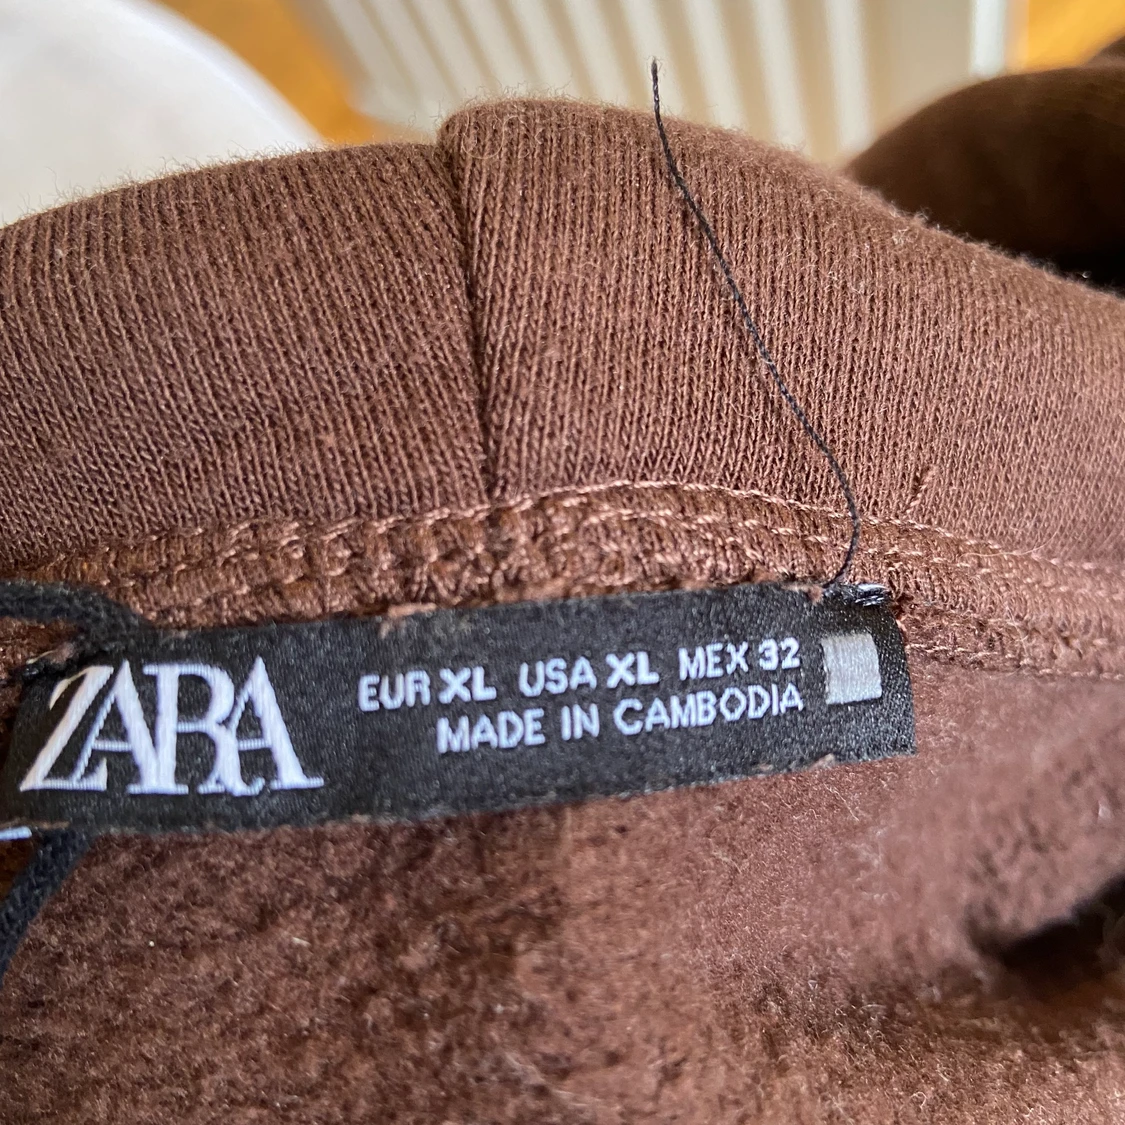 ZARA
EUR XL USA XL MEX 32
MADE IN CAMBODIA